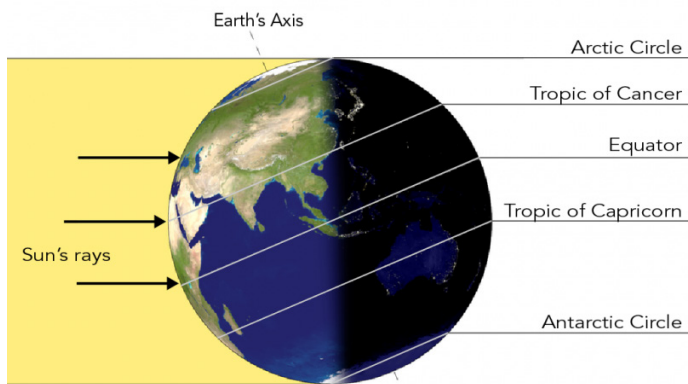 Earth's Axis
Arctic Circle
Tropic of Cancer
Equator
Tropic of Capricorn
Sun's rays
Antarctic Circle